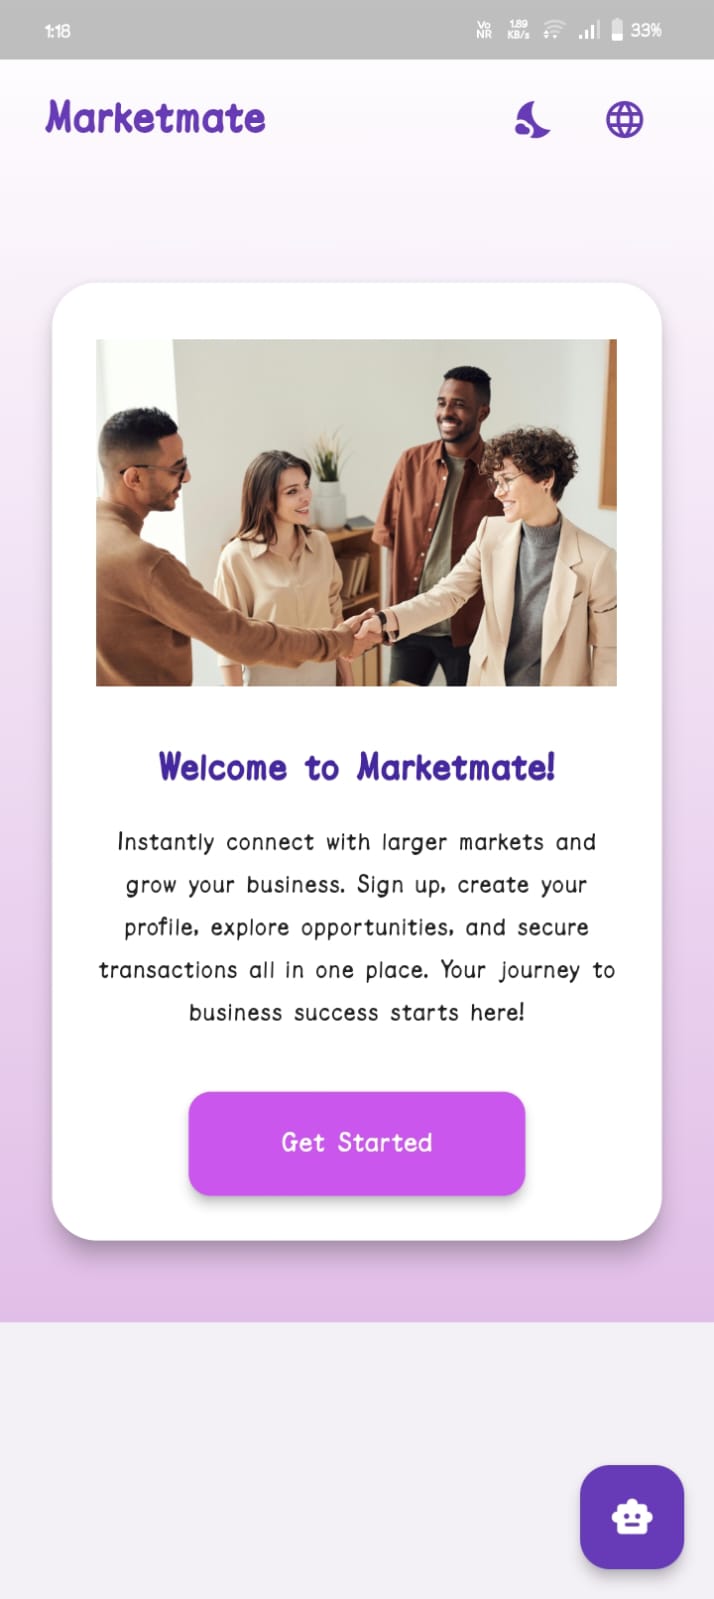 1:18
Vo
NR
1.89
KB/s
33%
Marketmate
Welcome to Marketmate!
Instantly connect with larger markets and
grow your business. Sign up, create your
profile, explore opportunities, and secure
transactions all in one place. Your journey to
business success starts here!
Get Started